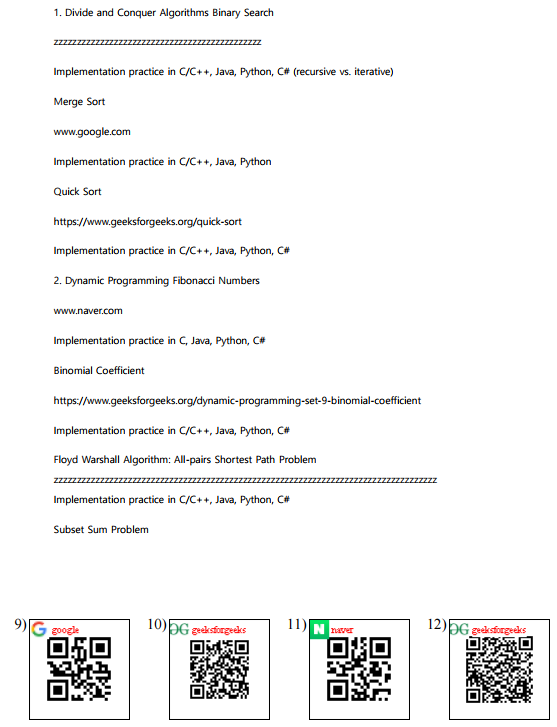 1. Divide and Conquer Algorithms Binary Search
zzzzzzzzzzzzzzzzzzzzzzzzzzzzzzzzzzzzzzzzzzzzz
Implementation practice in C/C++, Java, Python, C# (recursive vs. iterative)
Merge Sort
www.google.com
Implementation practice in C/C++, Java, Python
Quick Sort
https://www.geeksforgeeks.org/quick-sort
Implementation practice in C/C++, Java, Python, C#
2. Dynamic Programming Fibonacci Numbers
www.naver.com
Implementation practice in C, Java, Python, C#
Binomial Coefficient
https://www.geeksforgeeks.org/dynamic-programming-set-9-binomial-coefficient
Implementation practice in C/C++, Java, Python, C#
Floyd Warshall Algorithm: All-pairs Shortest Path Problem
zzzzzzzzzzzzzzzzzzzzzzzzzzzzzzzzzzzzzzzzzzzzzzzzzzzzzzzzzzzzzzzzzzzzzzzzzzzzzzzzzzz
Implementation practice in C/C++, Java, Python, C#
Subset Sum Problem
9) G google 10) GG geeksforgeeks 11) N naver 12) GG geeksforgeeks